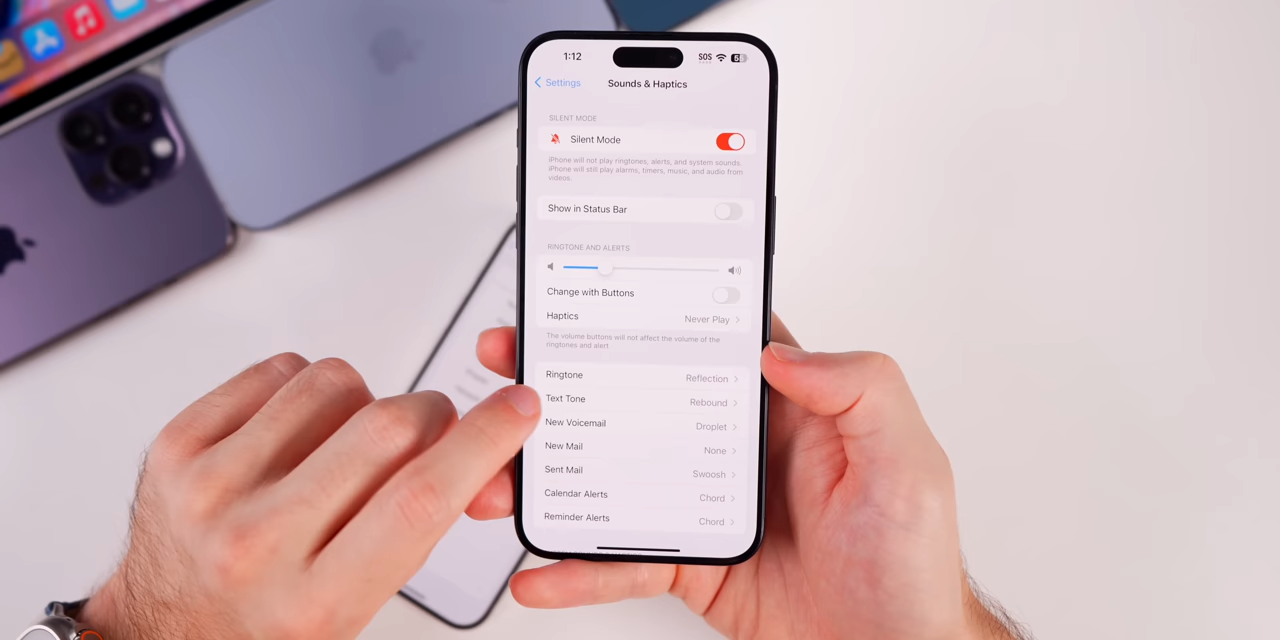 1:12
SOS
Settings
Sounds & Haptics
SILENT MODE
Silent Mode
iPhone will not play ringtones, alerts, and system sounds.
iPhone will still play alarms, timers, music, and audio from
videos.
Show in Status Bar
RINGTONE AND ALERTS
Change with Buttons
Haptics Never Play
The volume buttons will not affect the volume of the
ringtones and alert
Ringtone Reflection
Text Tone Rebound
New Voicemail Droplet
New Mail None
Sent Mail Swoosh
Calendar Alerts Chord
Reminder Alerts Chord